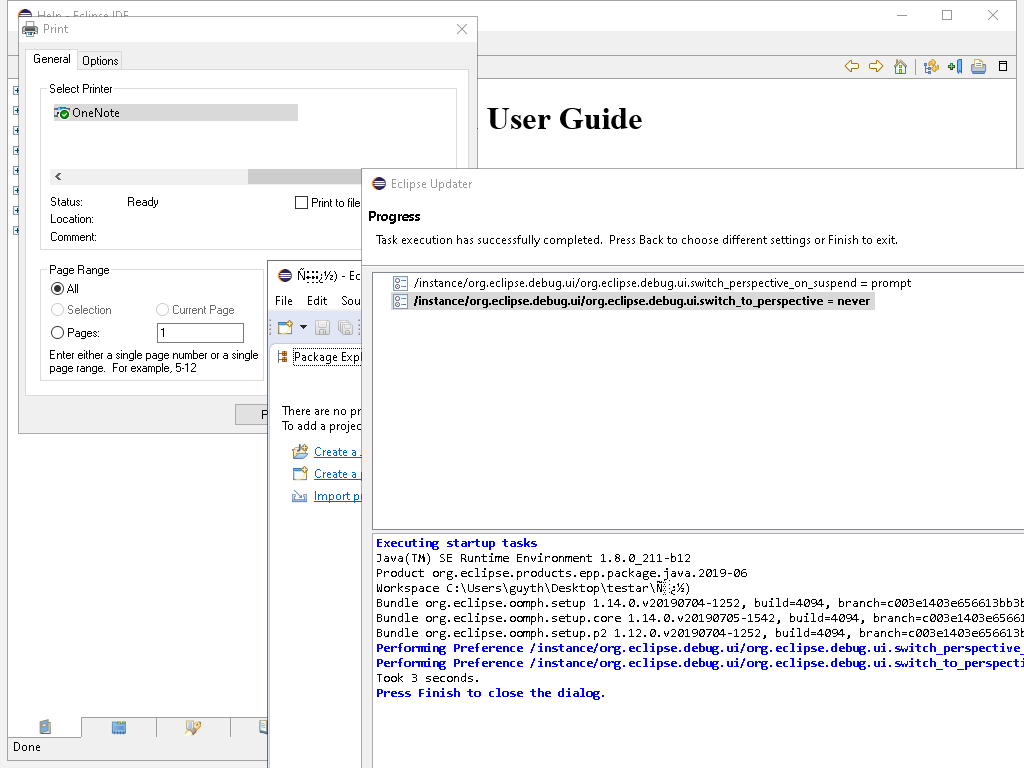 Help - Eclipse IDE
Print
General
Options
Select Printer
OneNote
Status: Ready
Print to file
Location:
Comment:
Page Range
All
Selection
Current Page
Pages:
1
Enter either a single page number or a single
page range. For example, 5-12
User Guide
File Edit Sou
Package Expl
There are no pr
To add a projec
Create a
Create a
Import pr
Eclipse Updater
Progress
Task execution has successfully completed. Press Back to choose different settings or Finish to exit.
/instance/org.eclipse.debug.ui/org.eclipse.debug.ui.switch_perspective_on_suspend = prompt
/instance/org.eclipse.debug.ui/org.eclipse.debug.ui.switch_to_perspective = never
Executing startup tasks
Java(TM) SE Runtime Environment 1.8.0_211-b12
Product org.eclipse.products.epp.package.java.2019-06
Workspace C:\Users\guyth\Desktop\testar\
Bundle org.eclipse.oomph.setup 1.14.0.v20190704-1252, build=4094, branch=c003e1403e656613bb3b
Bundle org.eclipse.oomph.setup.core 1.14.0.v20190705-1542, build=4094, branch=c003e1403e6561
Bundle org.eclipse.oomph.setup.p2 1.12.0.v20190704-1252, build=4094, branch=c003e1403e656613b
Performing Preference /instance/org.eclipse.debug.ui/org.eclipse.debug.ui.switch_perspective_
Performing Preference /instance/org.eclipse.debug.ui/org.eclipse.debug.ui.switch_to_perspecti
Took 3 seconds.
Press Finish to close the dialog.
Done